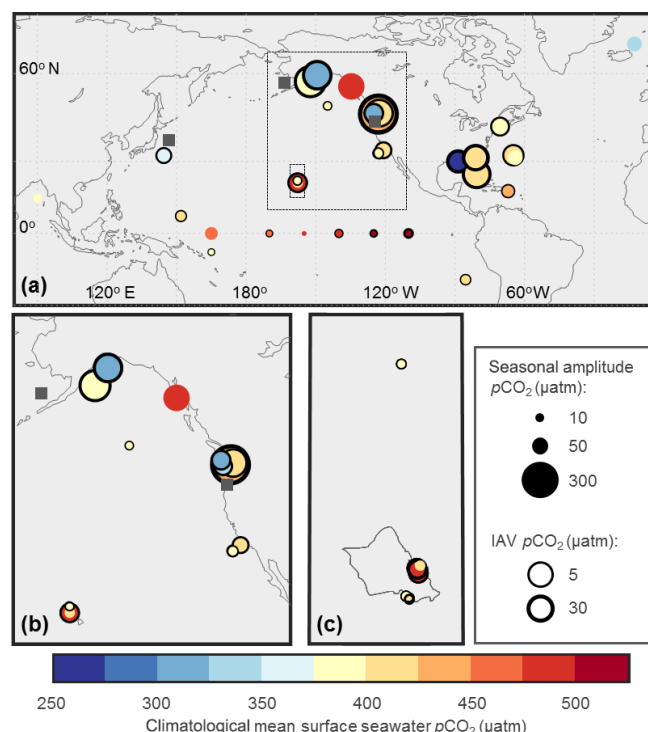 60° N
0°
(a)
120° E
180°
120° W
60° W
(b)
(c)
Seasonal amplitude
pCO₂ (µatm):
10
50
300
IAV pCO₂ (µatm):
5
30
250
300
350
400
450
500
Climatological mean surface seawater pCO₂ (µatm)